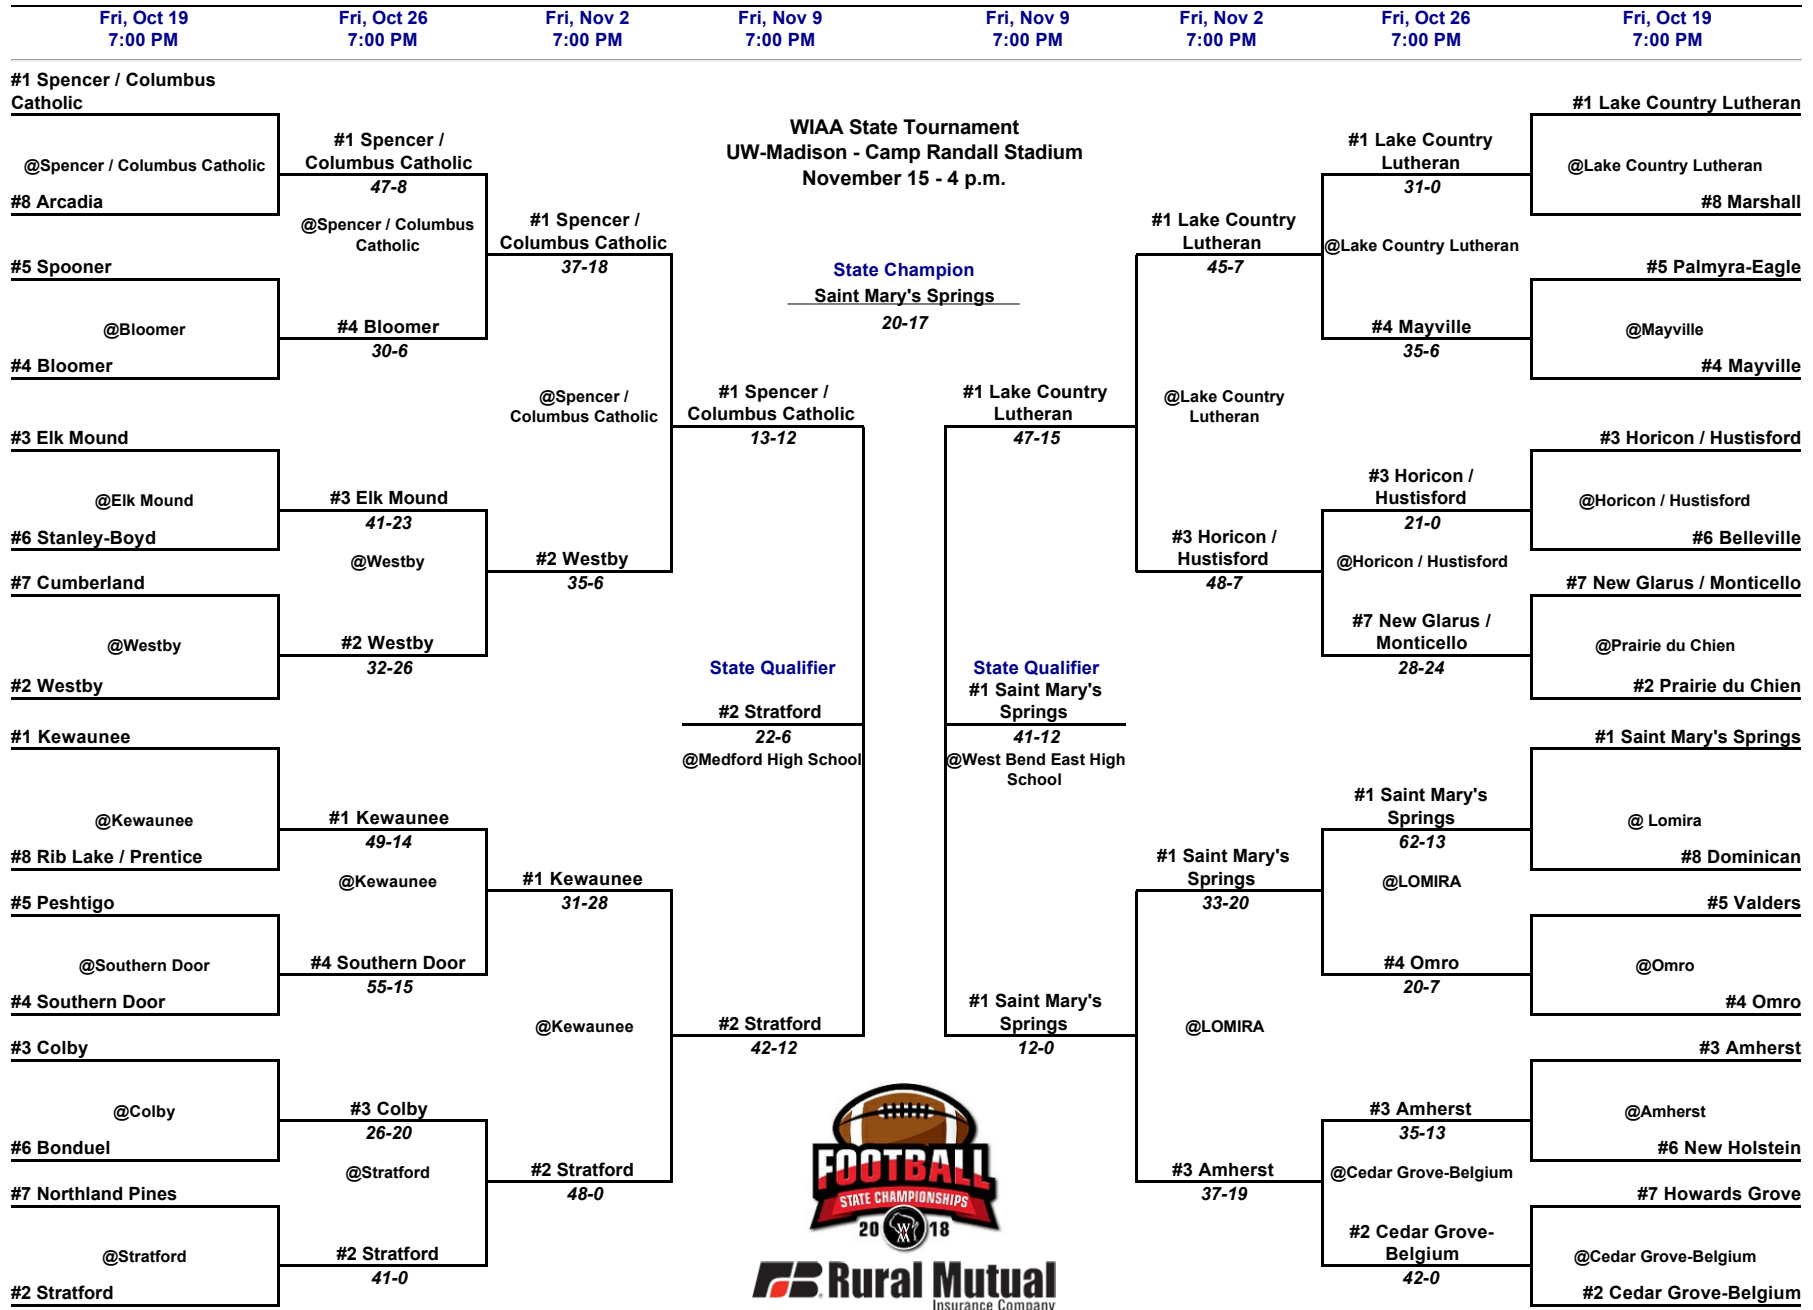 Fri, Oct 19
7:00 PM
Fri, Oct 26
7:00 PM
Fri, Nov 2
7:00 PM
Fri, Nov 9
7:00 PM
Fri, Nov 9
7:00 PM
Fri, Nov 2
7:00 PM
Fri, Oct 26
7:00 PM
Fri, Oct 19
7:00 PM
#1 Spencer / Columbus
Catholic
@Spencer / Columbus Catholic
#8 Arcadia
#5 Spooner
@Bloomer
#4 Bloomer
#3 Elk Mound
@Elk Mound
#6 Stanley-Boyd
#7 Cumberland
@Westby
#2 Westby
#1 Kewaunee
@Kewaunee
#8 Rib Lake / Prentice
#5 Peshtigo
@Southern Door
#4 Southern Door
#3 Colby
@Colby
#6 Bonduel
#7 Northland Pines
@Stratford
#2 Stratford
#1 Spencer /
Columbus Catholic
47-8
@Spencer / Columbus
Catholic
#4 Bloomer
30-6
#3 Elk Mound
41-23
@Westby
#2 Westby
32-26
#1 Kewaunee
49-14
@Kewaunee
#4 Southern Door
55-15
#3 Colby
26-20
@Stratford
#2 Stratford
41-0
#1 Spencer /
Columbus Catholic
37-18
@Spencer /
Columbus Catholic
#2 Westby
35-6
#1 Kewaunee
31-28
@Kewaunee
#2 Stratford
48-0
#1 Spencer /
Columbus Catholic
13-12
State Qualifier
#2 Stratford
22-6
@Medford High School
#2 Stratford
42-12
WIAA State Tournament
UW-Madison - Camp Randall Stadium
November 15 - 4 p.m.
State Champion
Saint Mary's Springs
20-17
#1 Lake Country
Lutheran
47-15
State Qualifier
#1 Saint Mary's
Springs
41-12
@West Bend East High
School
#1 Saint Mary's
Springs
12-0
#1 Lake Country
Lutheran
45-7
@Lake Country
Lutheran
#3 Horicon /
Hustisford
48-7
#1 Saint Mary's
Springs
33-20
@LOMIRA
#3 Amherst
37-19
#1 Lake Country
Lutheran
31-0
@Lake Country Lutheran
#4 Mayville
35-6
#3 Horicon /
Hustisford
21-0
@Horicon / Hustisford
#7 New Glarus /
Monticello
28-24
#1 Saint Mary's
Springs
62-13
@LOMIRA
#4 Omro
20-7
#3 Amherst
35-13
@Cedar Grove-Belgium
#2 Cedar Grove-
Belgium
42-0
#1 Lake Country Lutheran
@Lake Country Lutheran
#8 Marshall
#5 Palmyra-Eagle
@Mayville
#4 Mayville
#3 Horicon / Hustisford
@Horicon / Hustisford
#6 Belleville
#7 New Glarus / Monticello
@Prairie du Chien
#2 Prairie du Chien
#1 Saint Mary's Springs
@ Lomira
#8 Dominican
#5 Valders
@Omro
#4 Omro
#3 Amherst
@Amherst
#6 New Holstein
#7 Howards Grove
@Cedar Grove-Belgium
#2 Cedar Grove-Belgium
FOOTBALL
STATE CHAMPIONSHIPS
20 18
Rural Mutual
Insurance Company